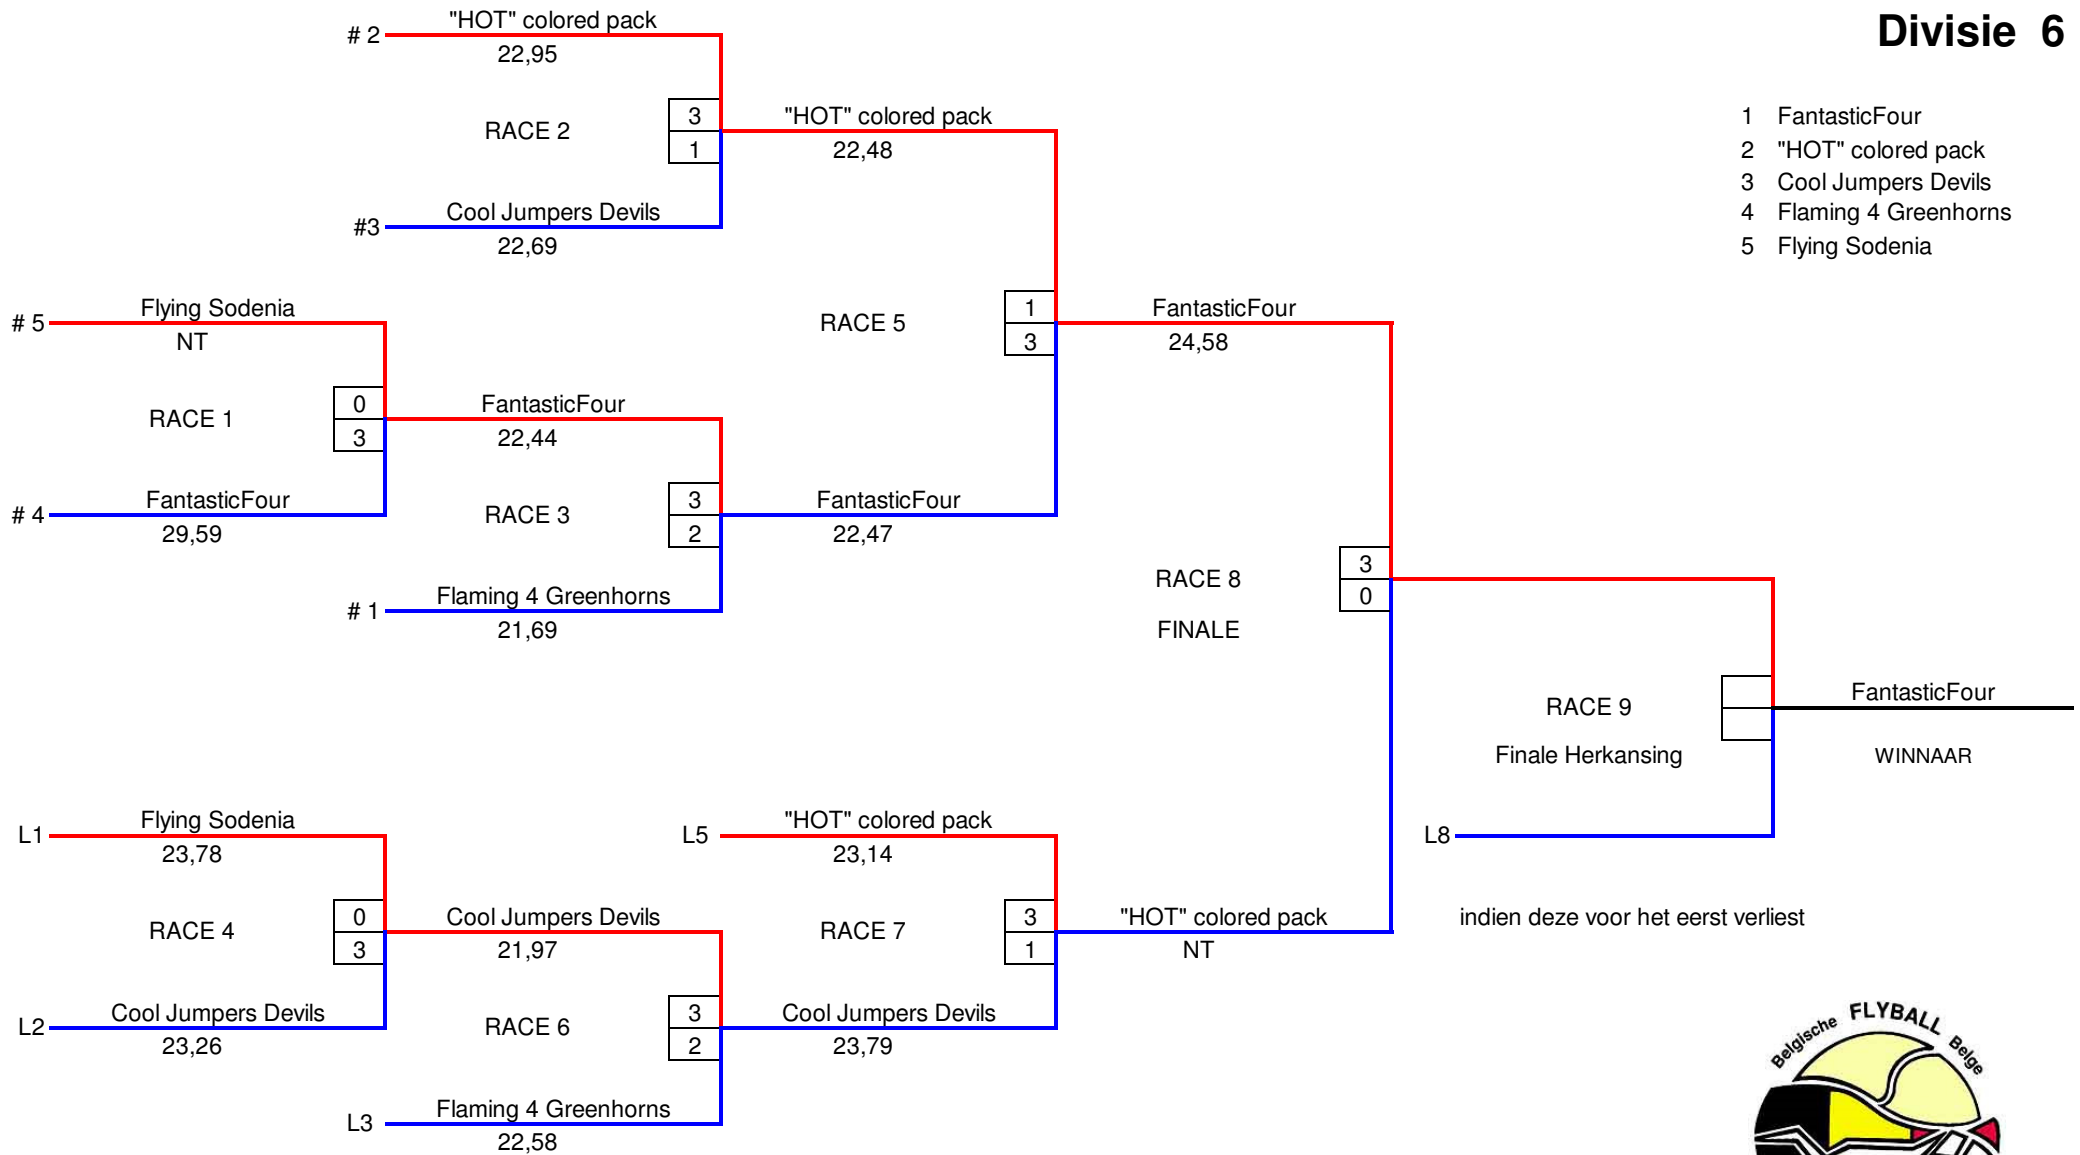 Divisie 6
1 FantasticFour
2 "HOT" colored pack
3 Cool Jumpers Devils
4 Flaming 4 Greenhorns
5 Flying Sodenia
# 2 "HOT" colored pack
22,95
RACE 2
3
1
#3 Cool Jumpers Devils
22,69
"HOT" colored pack
22,48
# 5 Flying Sodenia
NT
RACE 1
0
3
# 4 FantasticFour
29,59
FantasticFour
22,44
RACE 3
3
2
# 1 Flaming 4 Greenhorns
21,69
FantasticFour
22,47
RACE 5
1
3
FantasticFour
24,58
RACE 8
FINALE
3
0
RACE 9
Finale Herkansing
FantasticFour
WINNAAR
L8
indien deze voor het eerst verliest
L1 Flying Sodenia
23,78
RACE 4
0
3
L2 Cool Jumpers Devils
23,26
Cool Jumpers Devils
21,97
RACE 6
3
2
L3 Flaming 4 Greenhorns
22,58
L5 "HOT" colored pack
23,14
RACE 7
3
1
Cool Jumpers Devils
23,79
"HOT" colored pack
NT
Belgische FLYBALL Belge